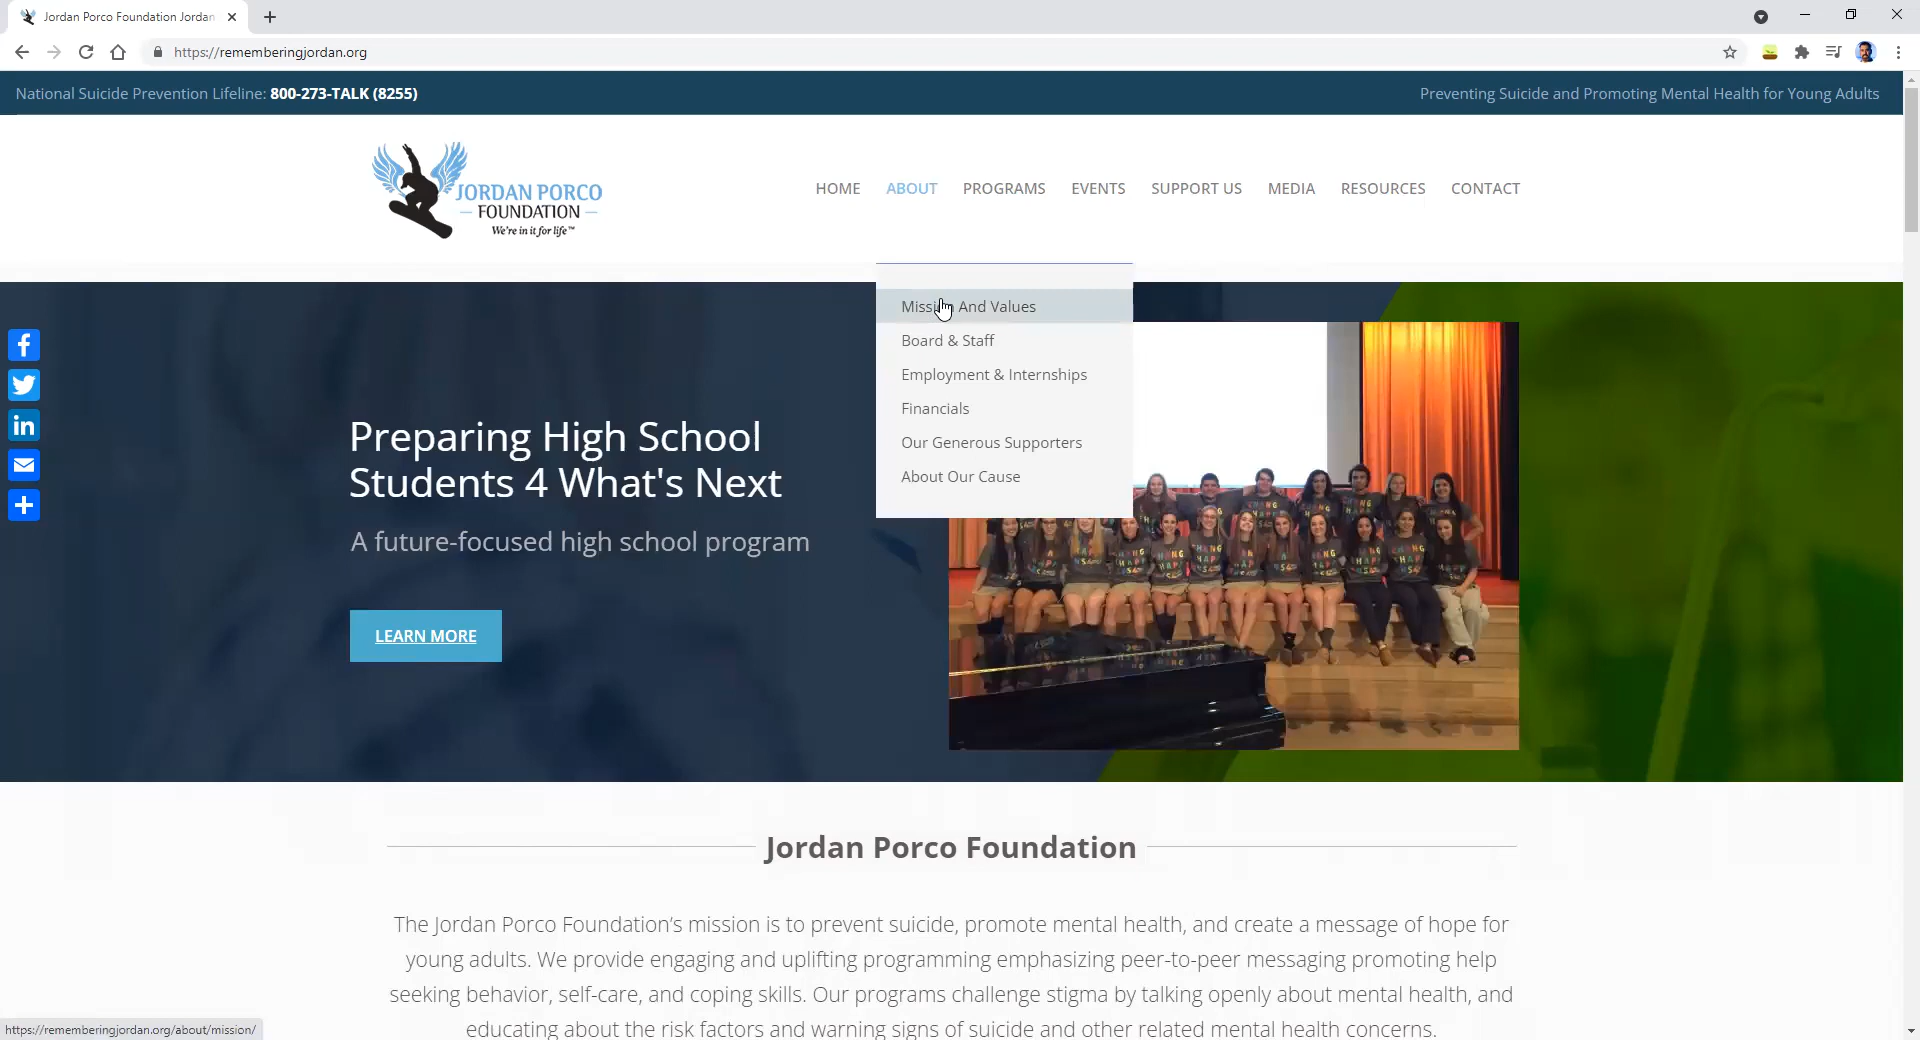 Jordan Porco Foundation Jordan
https://rememberingjordan.org
National Suicide Prevention Lifeline: 800-273-TALK (8255)
Preventing Suicide and Promoting Mental Health for Young Adults
JORDAN PORCO
FOUNDATION
We're in it for life™
HOME ABOUT PROGRAMS EVENTS SUPPORT US MEDIA RESOURCES CONTACT
Mission And Values
Board & Staff
Employment & Internships
Financials
Our Generous Supporters
About Our Cause
Preparing High School
Students 4 What's Next
A future-focused high school program
LEARN MORE
Jordan Porco Foundation
The Jordan Porco Foundation's mission is to prevent suicide, promote mental health, and create a message of hope for
young adults. We provide engaging and uplifting programming emphasizing peer-to-peer messaging promoting help
seeking behavior, self-care, and coping skills. Our programs challenge stigma by talking openly about mental health, and
educating about the risk factors and warning signs of suicide and other related mental health concerns.
https://rememberingjordan.org/about/mission/